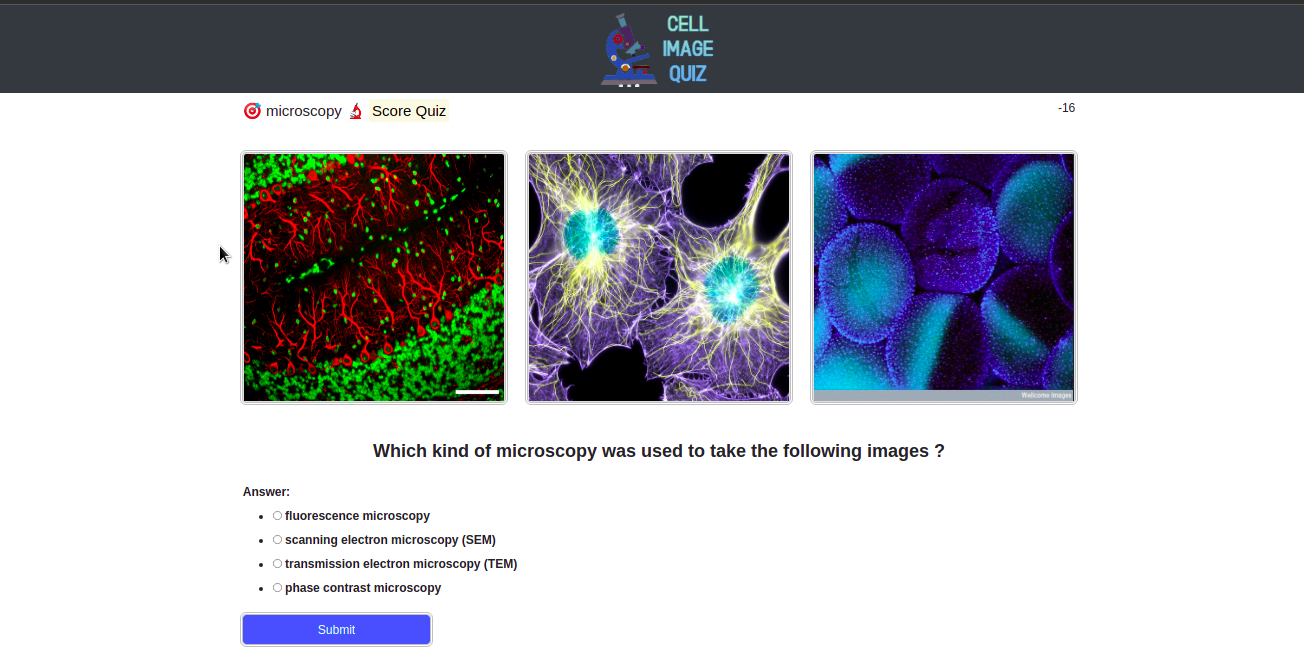 CELL
IMAGE
QUIZ
microscopy Score Quiz
-16
Wellcome Images
Which kind of microscopy was used to take the following images ?
Answer:
fluorescence microscopy
scanning electron microscopy (SEM)
transmission electron microscopy (TEM)
phase contrast microscopy
Submit